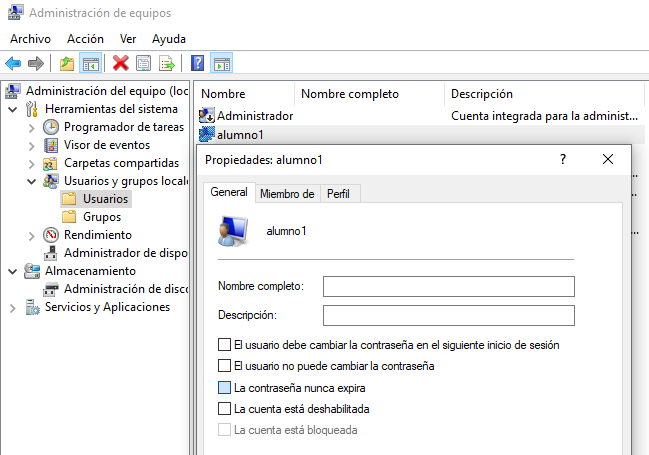 Administración de equipos
Archivo Acción Ver Ayuda
Administración del equipo (loc
Herramientas del sistema
Programador de tareas
Visor de eventos
Carpetas compartidas
Usuarios y grupos locale
Usuarios
Grupos
Rendimiento
Administrador de dispo
Almacenamiento
Administración de disco
Servicios y Aplicaciones
Nombre Nombre completo Descripción
Administrador Cuenta integrada para la administ...
alumno1
Propiedades: alumno1 ?
General Miembro de Perfil
alumno1
Nombre completo:
Descripción:
El usuario debe cambiar la contraseña en el siguiente inicio de sesión
El usuario no puede cambiar la contraseña
La contraseña nunca expira
La cuenta está deshabilitada
La cuenta está bloqueada